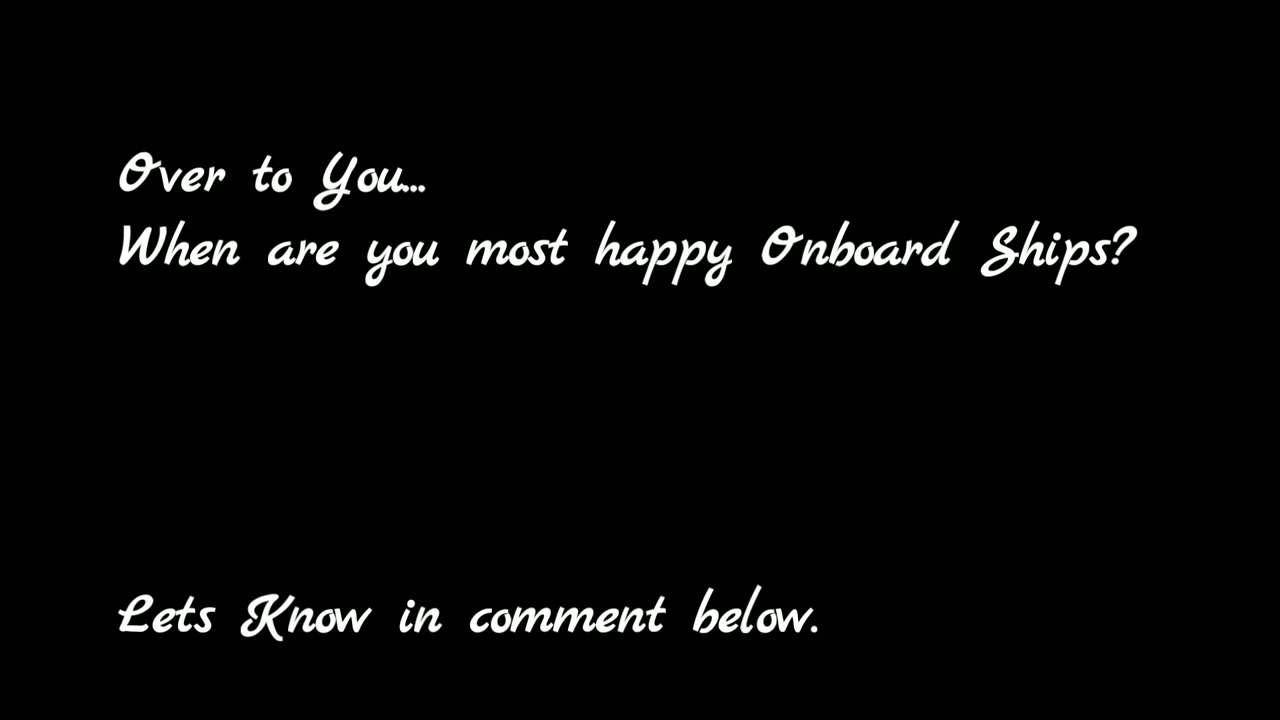 Over to You...
When are you most happy Onboard Ships?
Lets Know in comment below.